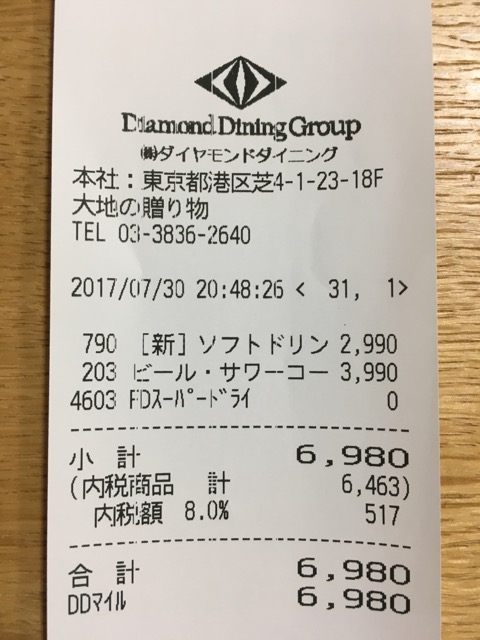 Diamond Dining Group
㈱ダイヤモンドダイニング
本社：東京都港区芝4-1-23-18F
大地の贈り物
TEL 03-3836-2640
2017/07/30 20:48:26 < 31, 1>
790 [新]ソフトドリン 2,990
203 ビール・サワーコー 3,990
4603 FDｽｰﾊﾟｰﾄﾞﾗｲ 0
小 計 6,980
(内税商品 計 6,463)
内税額 8.0% 517
合 計 6,980
DDﾏｲﾙ 6,980